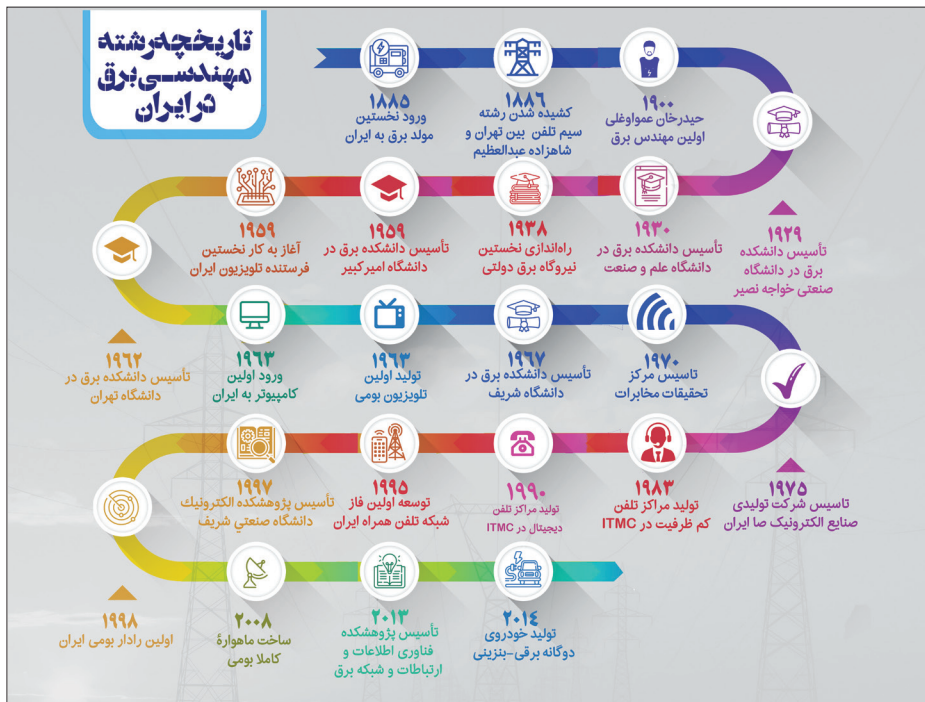 تاریخچه رشته
مهندسی برق
در ایران
۱۸۸۵
ورود نخستین
مولد برق به ایران
۱۸۸۶
کشیده شدن رشته
سیم تلفن بین تهران و
شاهزاده عبدالعظیم
۱۹۰۰
حیدرخان عمواوغلی
اولین مهندس برق
۱۹۲۹
تأسیس دانشکده
برق در دانشگاه
صنعتی خواجه نصیر
۱۹۳۰
تأسیس دانشکده برق در
دانشگاه علم و صنعت
۱۹۳۸
راه‌اندازی نخستین
نیروگاه برق دولتی
۱۹۵۹
تأسیس دانشکده برق در
دانشگاه امیرکبیر
۱۹۵۹
آغاز به کار نخستین
فرستنده تلویزیون ایران
۱۹۶۲
تأسیس دانشکده برق در
دانشگاه تهران
۱۹۶۳
ورود اولین
کامپیوتر به ایران
۱۹۶۳
تولید اولین
تلویزیون بومی
۱۹۶۷
تأسیس دانشکده برق در
دانشگاه شریف
۱۹۷۰
تاسیس مرکز
تحقیقات مخابرات
۱۹۷۵
تاسیس شرکت تولیدی
صنایع الکترونیک صا ایران
۱۹۸۳
تولید مراکز تلفن
کم ظرفیت در ITMC
۱۹۹۰
تولید مراکز تلفن
دیجیتال در ITMC
۱۹۹۵
توسعه اولین فاز
شبکه تلفن همراه ایران
۱۹۹۷
تأسیس پژوهشکده الکترونیك
دانشگاه صنعتي شریف
۱۹۹۸
اولین رادار بومی ایران
۲۰۰۸
ساخت ماهوارهٔ
کاملا بومی
۲۰۱۳
تأسیس پژوهشکده
فناوری اطلاعات و
ارتباطات و شبکه برق
۲۰۱۴
تولید خودروی
دوگانه برقی-بنزینی